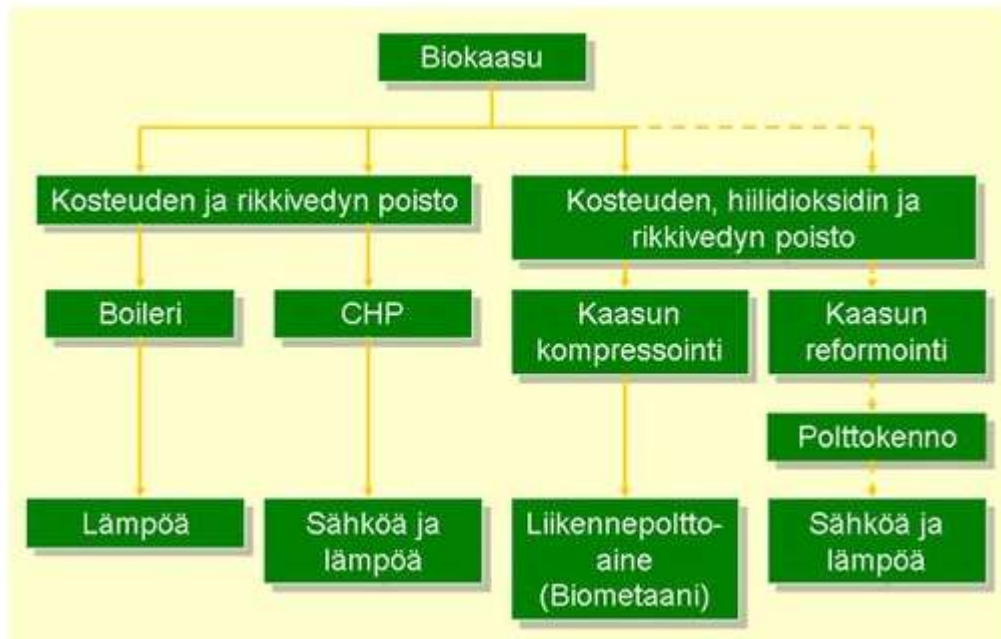 Biokaasu
Kosteuden ja rikkivedyn poisto
Kosteuden, hiilidioksidin ja
rikkivedyn poisto
Boileri
CHP
Kaasun
kompressointi
Kaasun
reformointi
Polttokenno
Lämpöä
Sähköä ja
lämpöä
Liikennepoltto-
aine
(Biometaani)
Sähköä ja
lämpöä